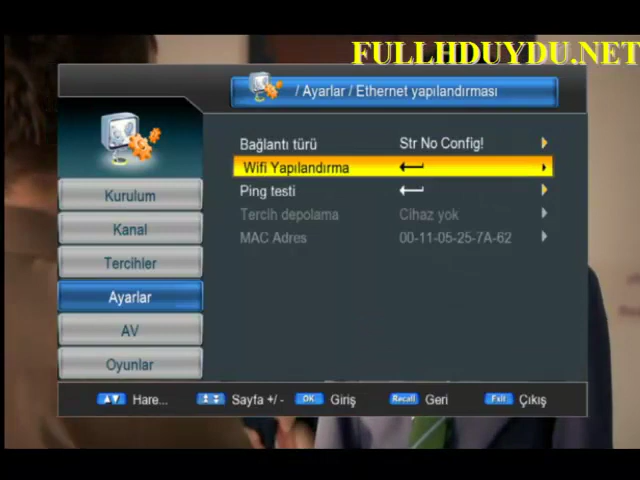 FULLHDUYDU.NET
/ Ayarlar / Ethernet yapılandırması
Bağlantı türü Str No Config!
Wifi Yapılandırma
Ping testi
Tercih depolama Cihaz yok
MAC Adres 00-11-05-25-7A-62
Kurulum
Kanal
Tercihler
Ayarlar
AV
Oyunlar
Hare... Sayfa +/- OK Giriş Recall Geri Exit Çıkış